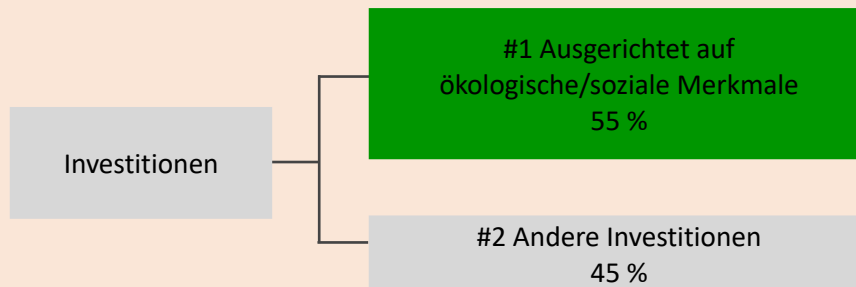 #1 Ausgerichtet auf
ökologische/soziale Merkmale
55 %
Investitionen
#2 Andere Investitionen
45 %